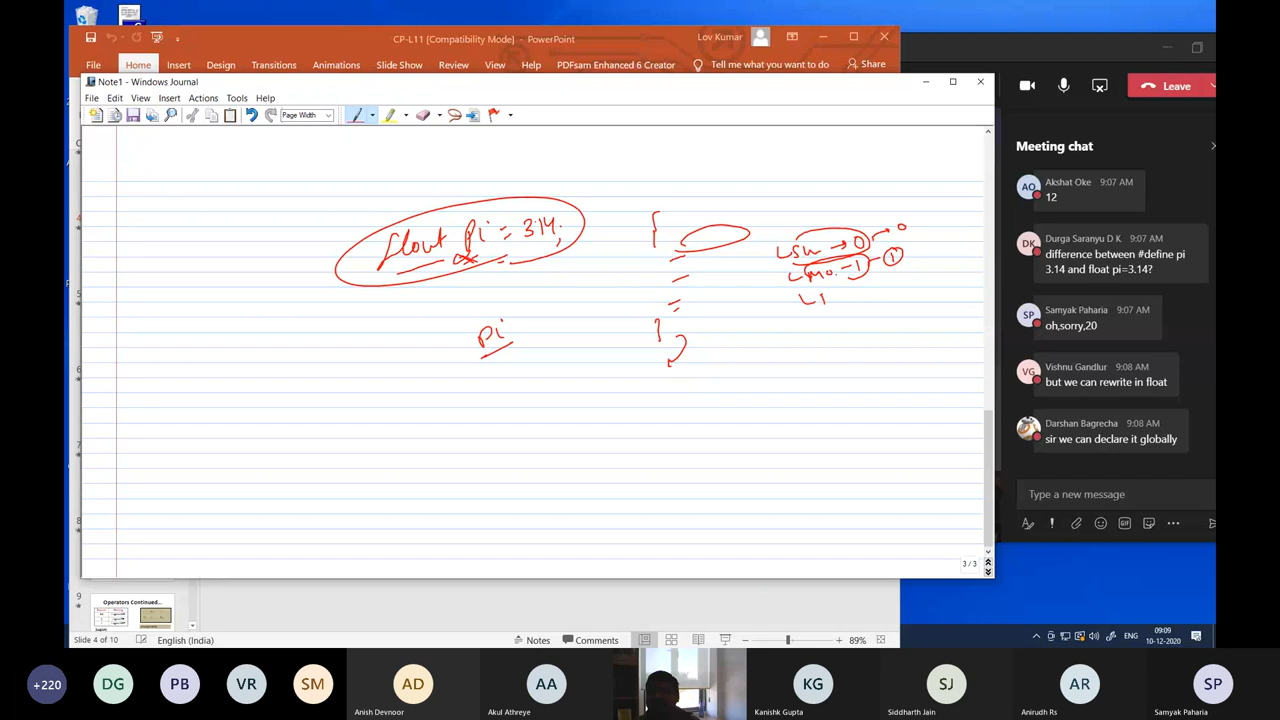 CP-L11 [Compatibility Mode] - PowerPoint
Lov Kumar
File Home Insert Design Transitions Animations Slide Show Review View Help PDFsam Enhanced 6 Creator Tell me what you want to do Share
Note1 - Windows Journal
File Edit View Insert Actions Tools Help
Page Width
float pi = 3.14;
pi
0
1
3 / 3
9
Operators Continued...
Slide 4 of 10 English (India) Notes Comments 89%
Leave
Meeting chat
AO Akshat Oke 9:07 AM
12
DK Durga Saranyu D K 9:07 AM
difference between #define pi
3.14 and float pi=3.14?
SP Samyak Paharia 9:07 AM
oh,sorry,20
VG Vishnu Gandlur 9:08 AM
but we can rewrite in float
Darshan Bagrecha 9:08 AM
sir we can declare it globally
Type a new message
GIF
ENG
09:09
10-12-2020
+220 DG PB VR SM AD AA KG SJ AR SP
Anish Devnoor Akul Athreye Kanishk Gupta Siddharth Jain Anirudh Rs Samyak Paharia